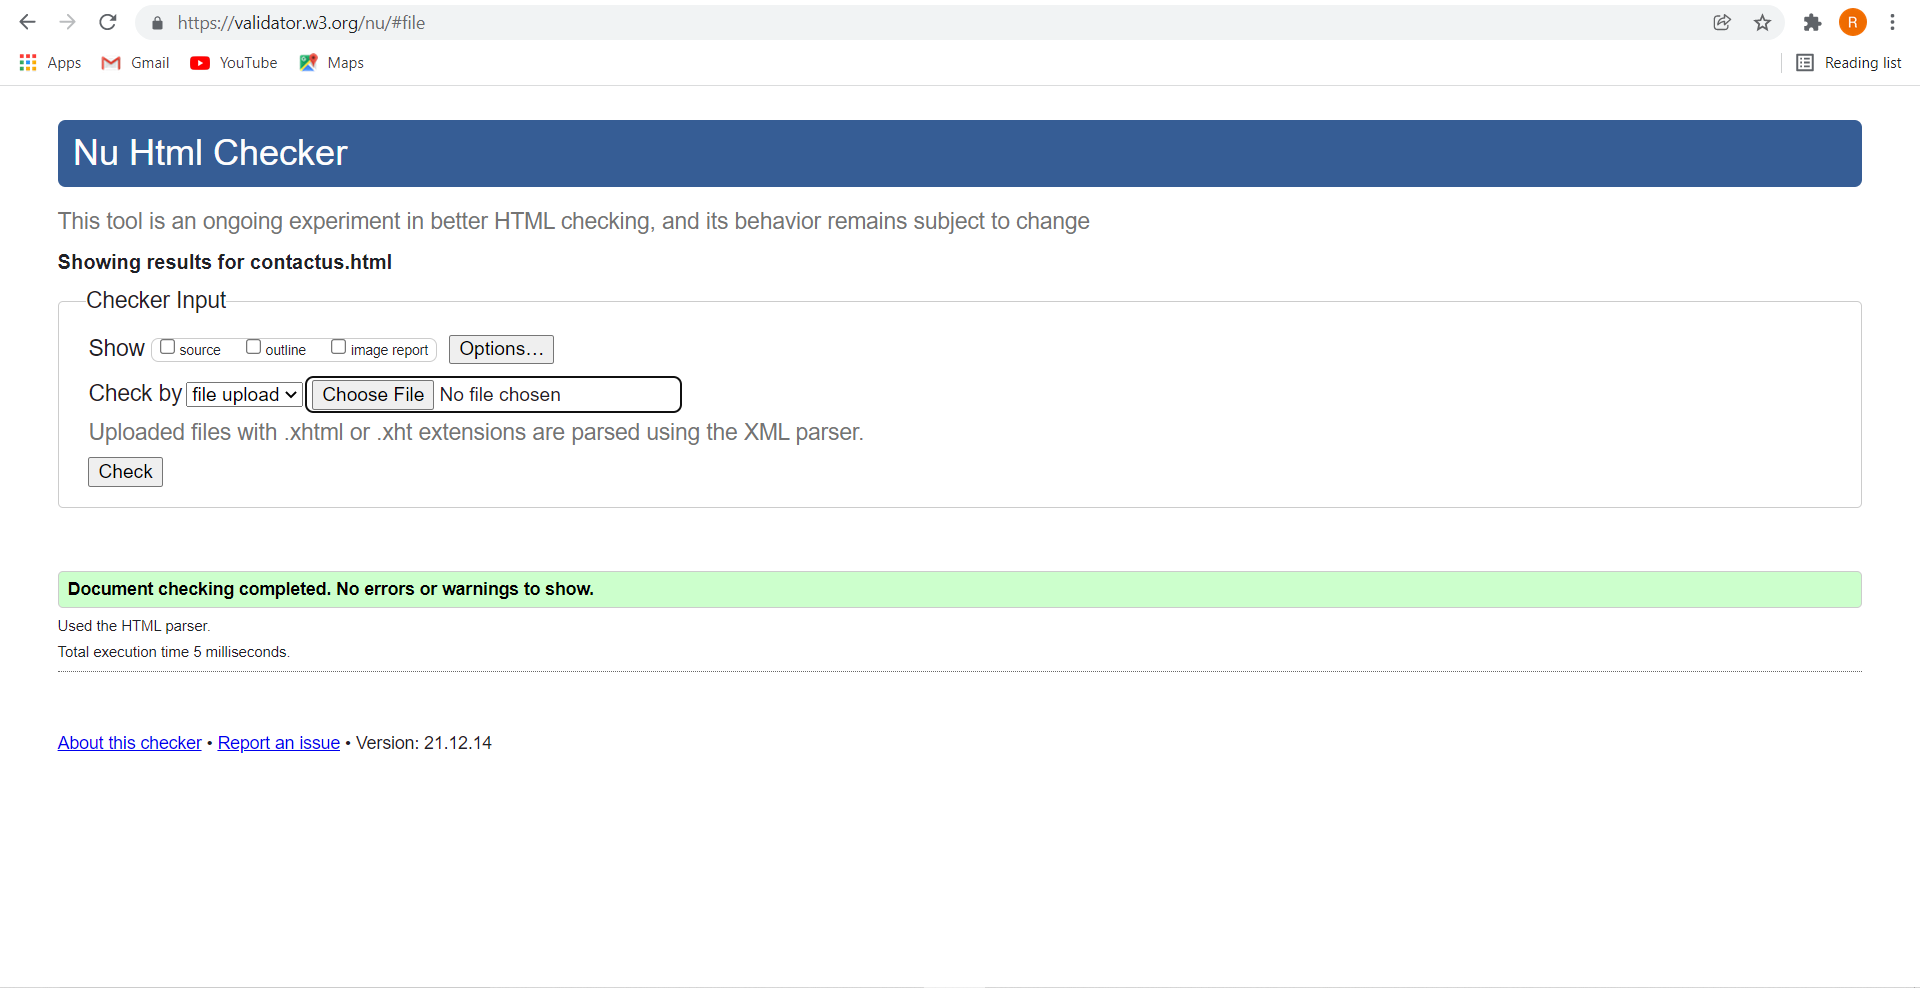 https://validator.w3.org/nu/#file
R
Apps Gmail YouTube Maps Reading list
Nu Html Checker
This tool is an ongoing experiment in better HTML checking, and its behavior remains subject to change
Showing results for contactus.html
Checker Input
Show source outline image report Options...
Check by file upload Choose File No file chosen
Uploaded files with .xhtml or .xht extensions are parsed using the XML parser.
Check
Document checking completed. No errors or warnings to show.
Used the HTML parser.
Total execution time 5 milliseconds.
About this checker • Report an issue • Version: 21.12.14